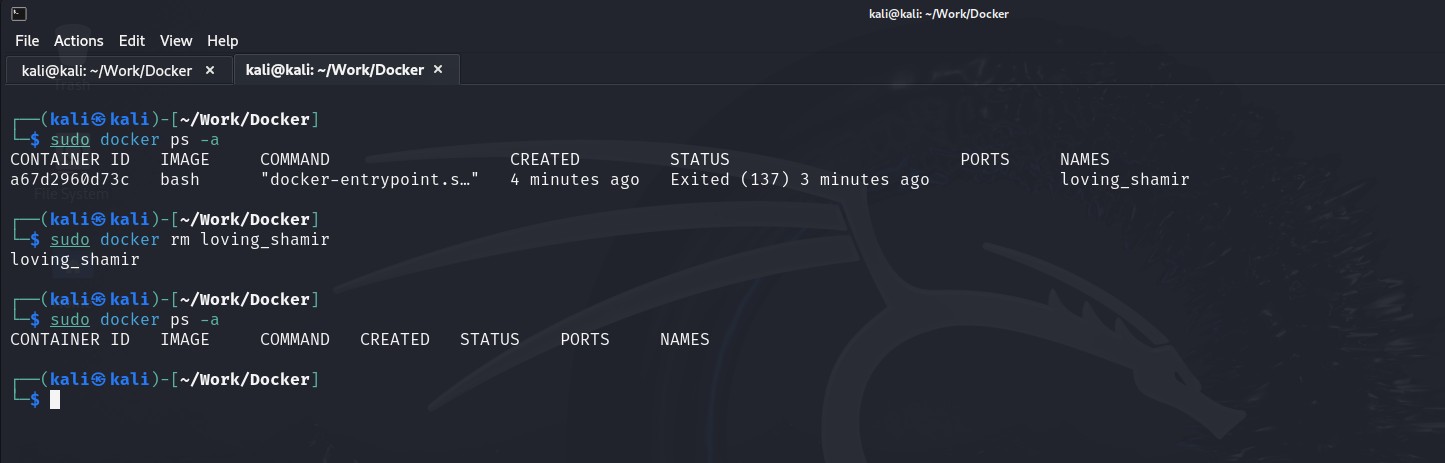 kali@kali: ~/Work/Docker
File Actions Edit View Help
kali@kali: ~/Work/Docker × kali@kali: ~/Work/Docker ×
┌──(kali㉿kali)-[~/Work/Docker]
└─$ sudo docker ps -a
CONTAINER ID IMAGE COMMAND CREATED STATUS PORTS NAMES
a67d2960d73c bash "docker-entrypoint.s…" 4 minutes ago Exited (137) 3 minutes ago loving_shamir
File System
┌──(kali㉿kali)-[~/Work/Docker]
└─$ sudo docker rm loving_shamir
loving_shamir
┌──(kali㉿kali)-[~/Work/Docker]
└─$ sudo docker ps -a
CONTAINER ID IMAGE COMMAND CREATED STATUS PORTS NAMES
┌──(kali㉿kali)-[~/Work/Docker]
└─$